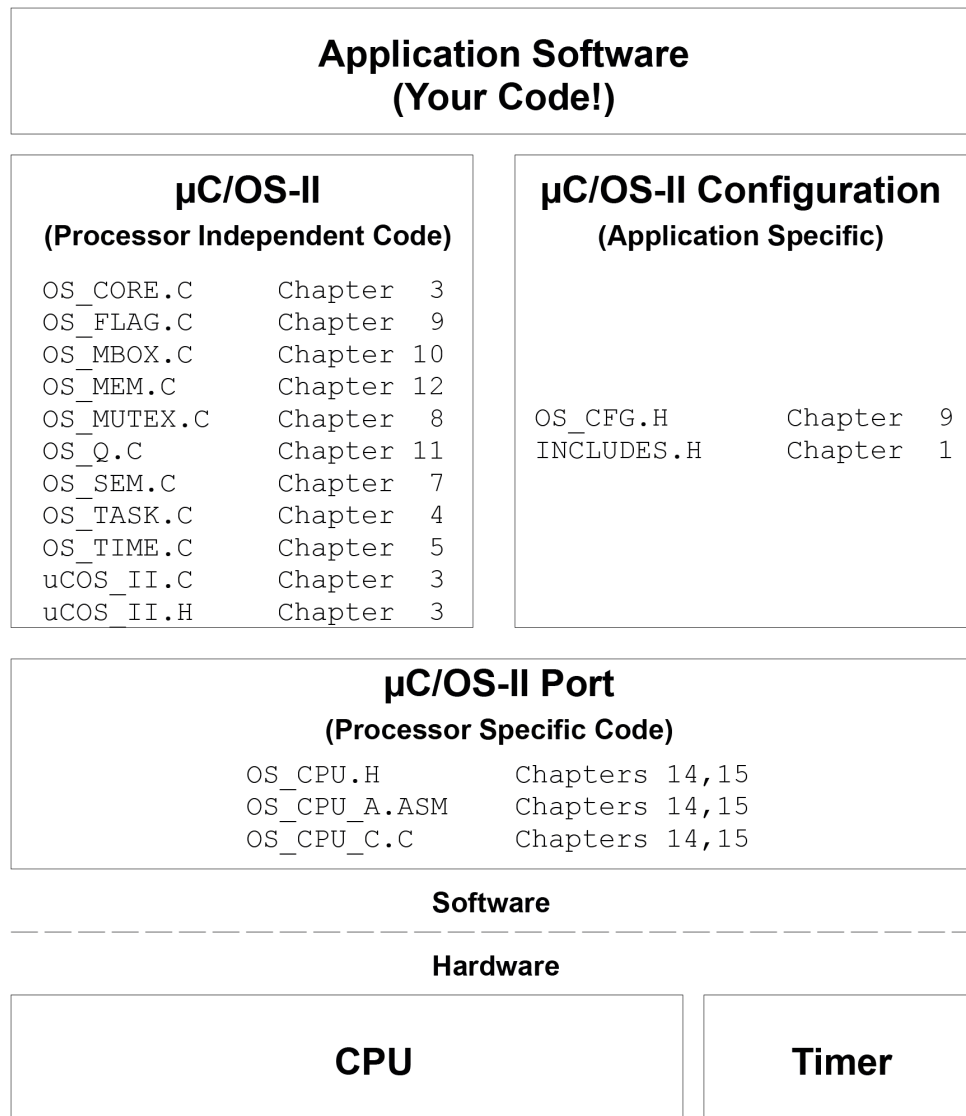 Application Software
(Your Code!)
µC/OS-II
(Processor Independent Code)
OS_CORE.C Chapter 3
OS_FLAG.C Chapter 9
OS_MBOX.C Chapter 10
OS_MEM.C Chapter 12
OS_MUTEX.C Chapter 8
OS_Q.C Chapter 11
OS_SEM.C Chapter 7
OS_TASK.C Chapter 4
OS_TIME.C Chapter 5
uCOS_II.C Chapter 3
uCOS_II.H Chapter 3
µC/OS-II Configuration
(Application Specific)
OS_CFG.H Chapter 9
INCLUDES.H Chapter 1
µC/OS-II Port
(Processor Specific Code)
OS_CPU.H Chapters 14,15
OS_CPU_A.ASM Chapters 14,15
OS_CPU_C.C Chapters 14,15
Software
Hardware
CPU
Timer